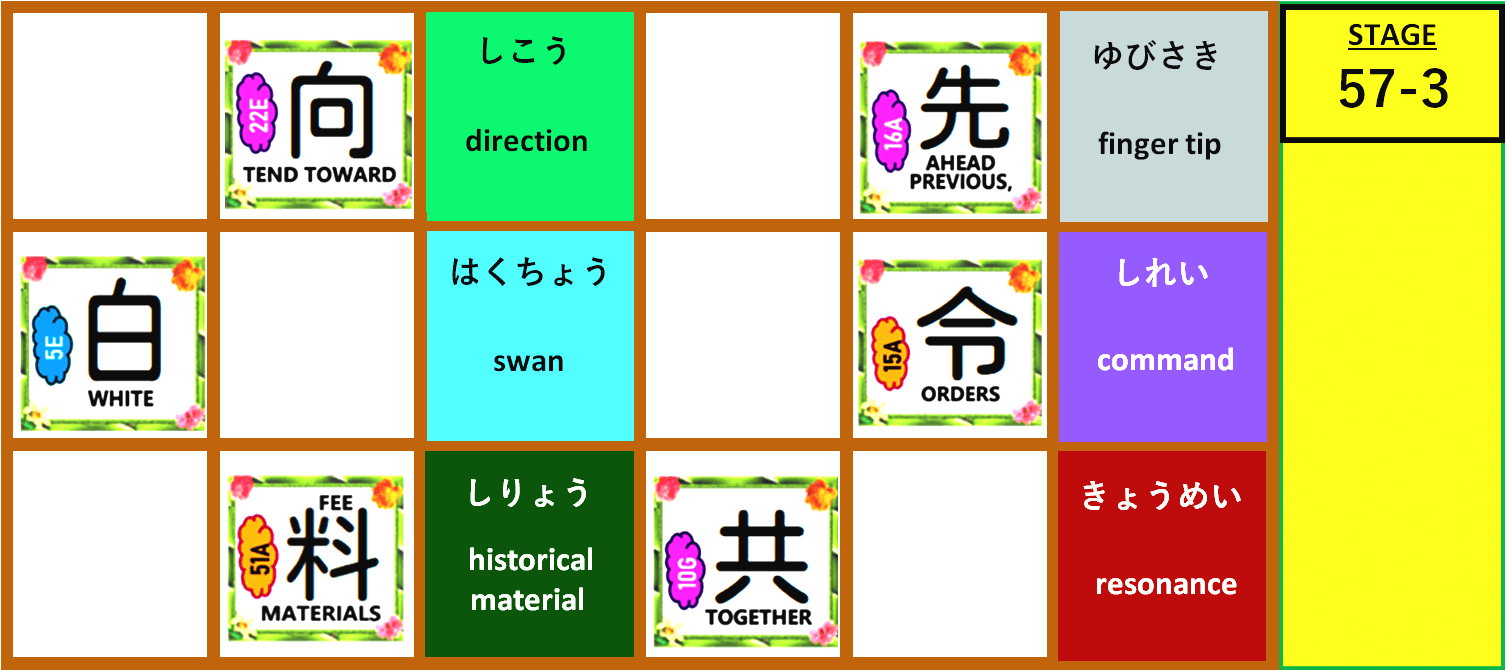 22E
向
TEND TOWARD
しこう
direction
16A
先
AHEAD
PREVIOUS,
ゆびさき
finger tip
STAGE
57-3
5E
白
WHITE
はくちょう
swan
15A
令
ORDERS
しれい
command
51A
FEE
料
MATERIALS
しりょう
historical
material
10G
共
TOGETHER
きょうめい
resonance